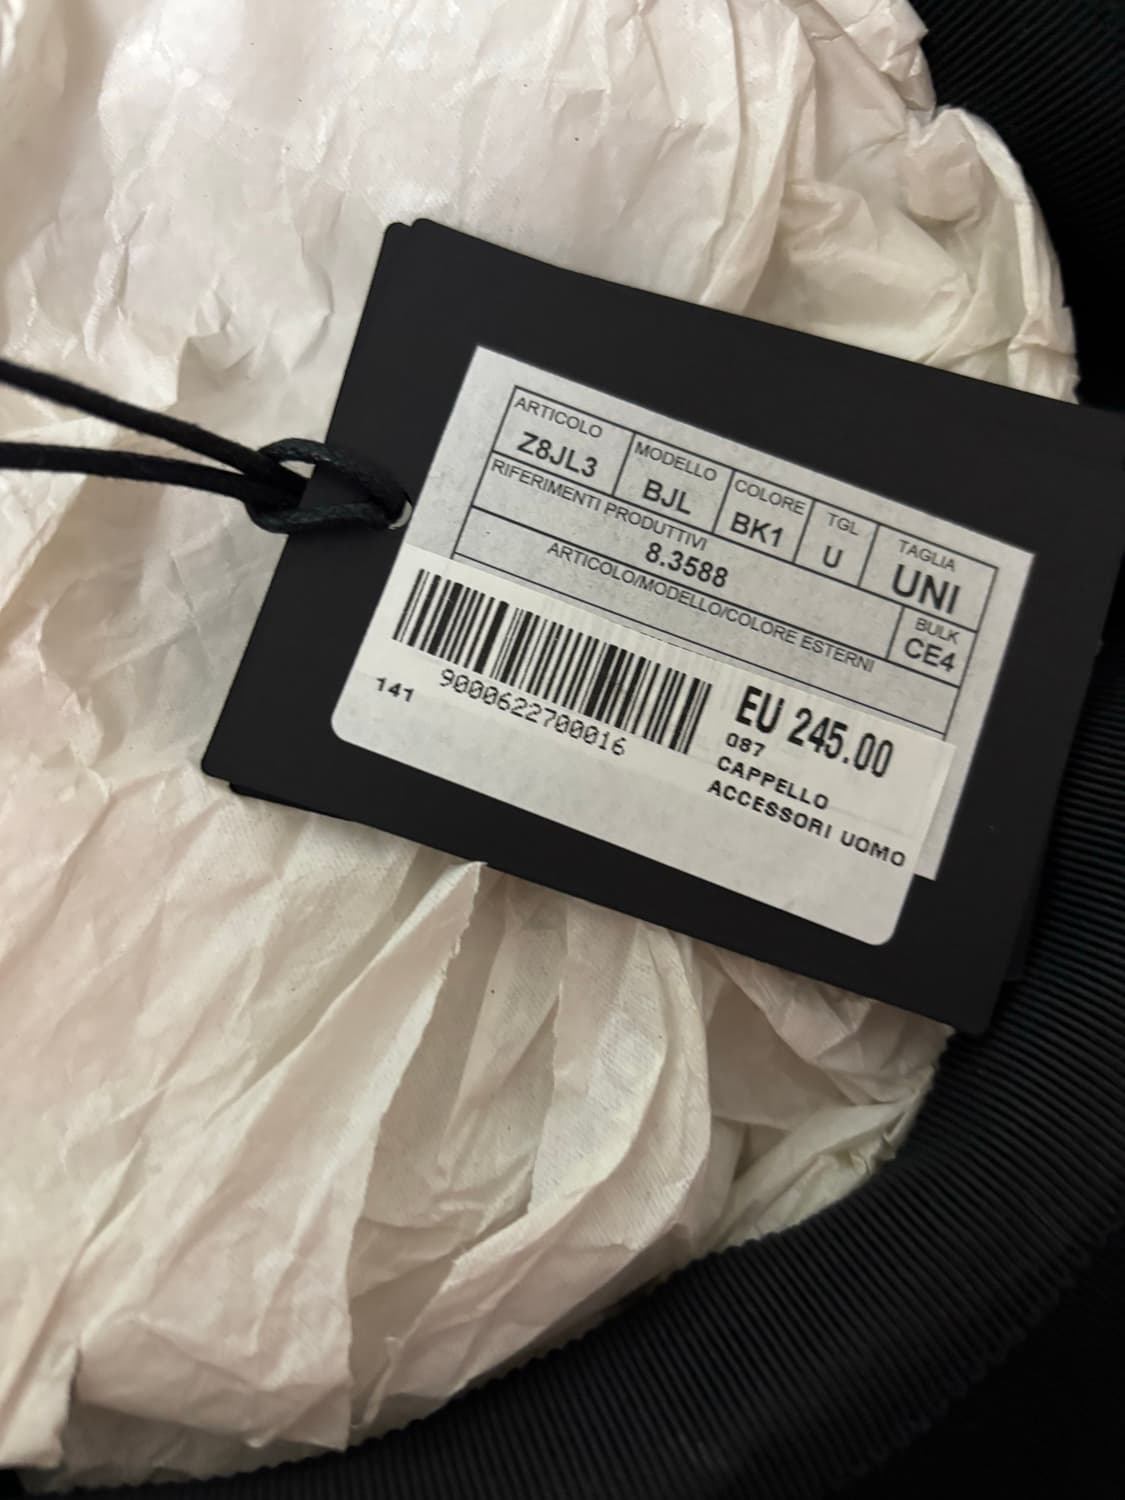 ARTICOLO MODELLO COLORE TGL TAGLIA
Z8JL3 BJL BK1 U UNI
RIFERIMENTI PRODUTTIVI BULK
8.3588 CE4
ARTICOLO/MODELLO/COLORE ESTERNI
141 9000622700016
EU 245.00
087
CAPPELLO
ACCESSORI UOMO